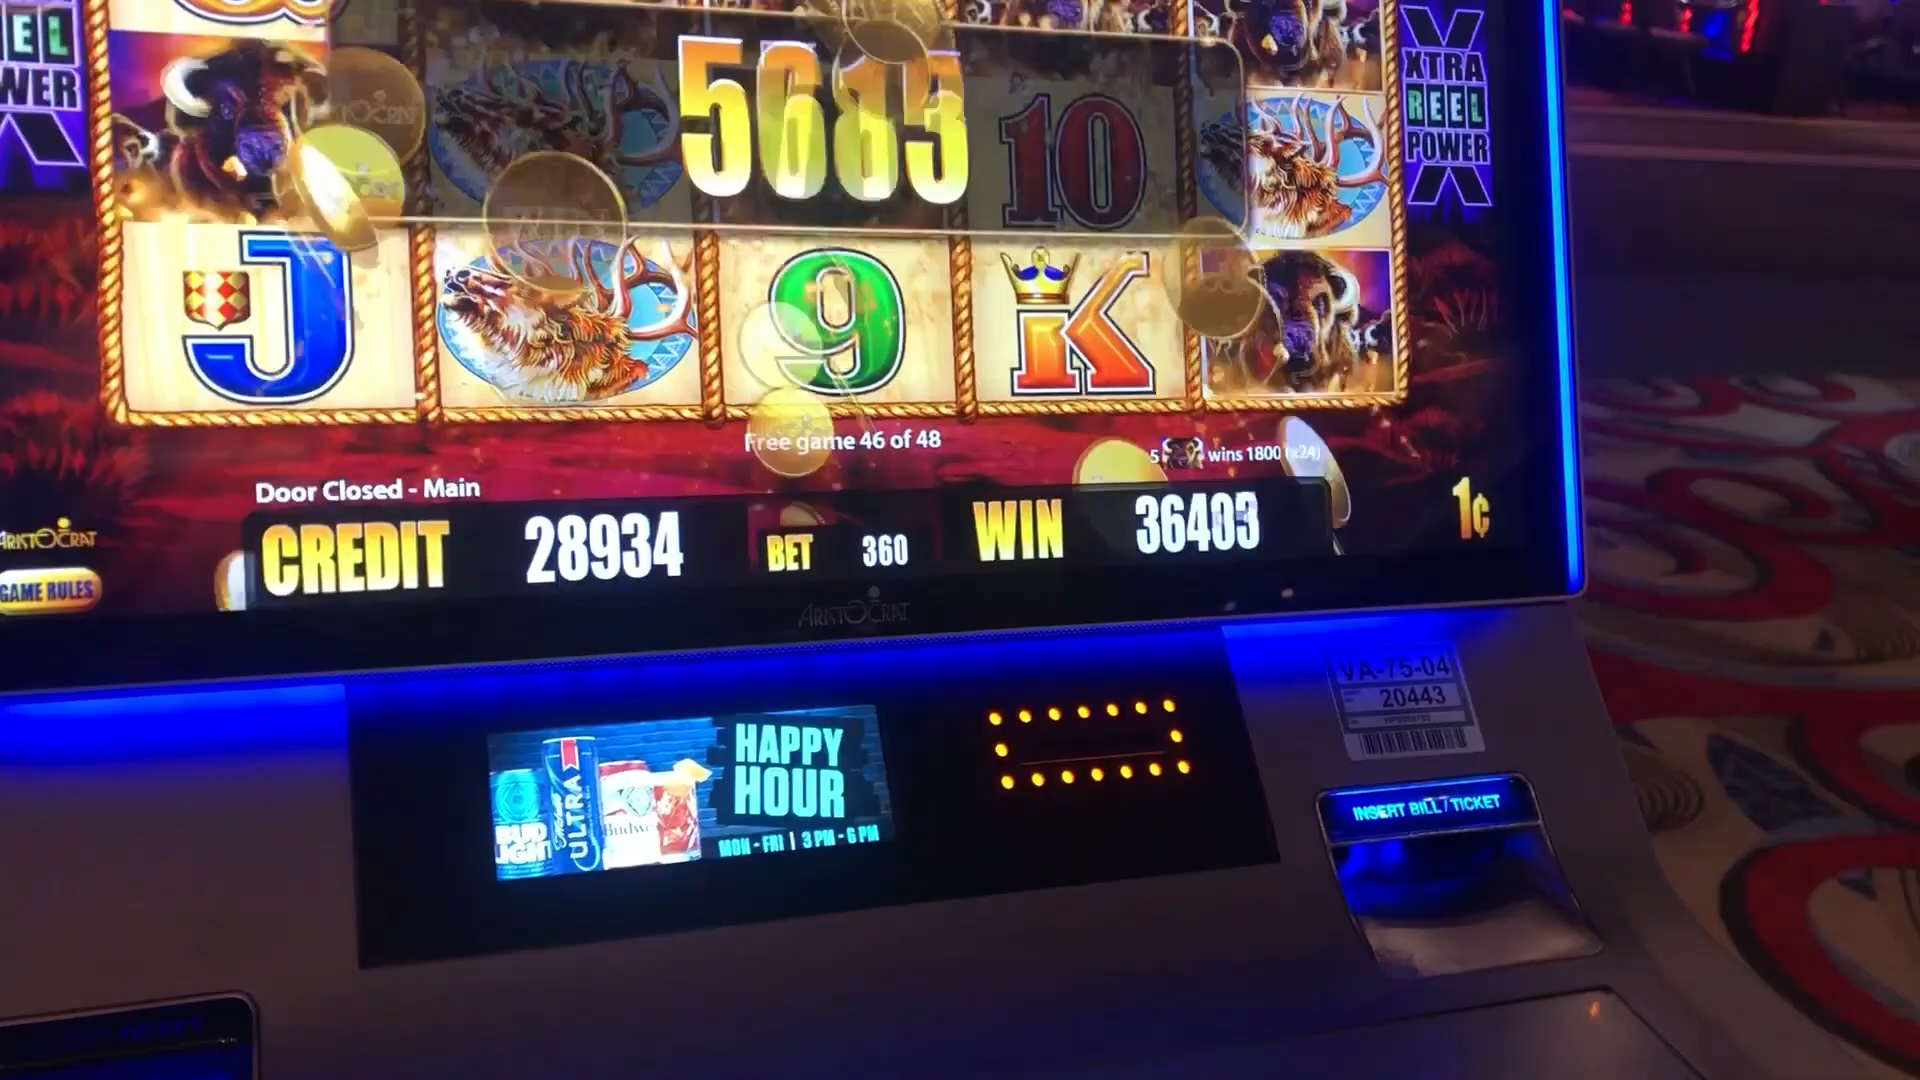 EL
WER
XTRA
REEL
POWER
10
J
9
K
Free game 46 of 48
5 wins 1800 (x24)
Door Closed - Main
CREDIT 28934 BET 360 WIN 36403 1¢
ARISTOCRAT
GAME RULES
ARISTOCRAT
HAPPY
HOUR
MON - FRI | 3 PM - 6 PM
BUD
LIGHT
ULTRA
VA-75-04
20443
INSERT BILL / TICKET